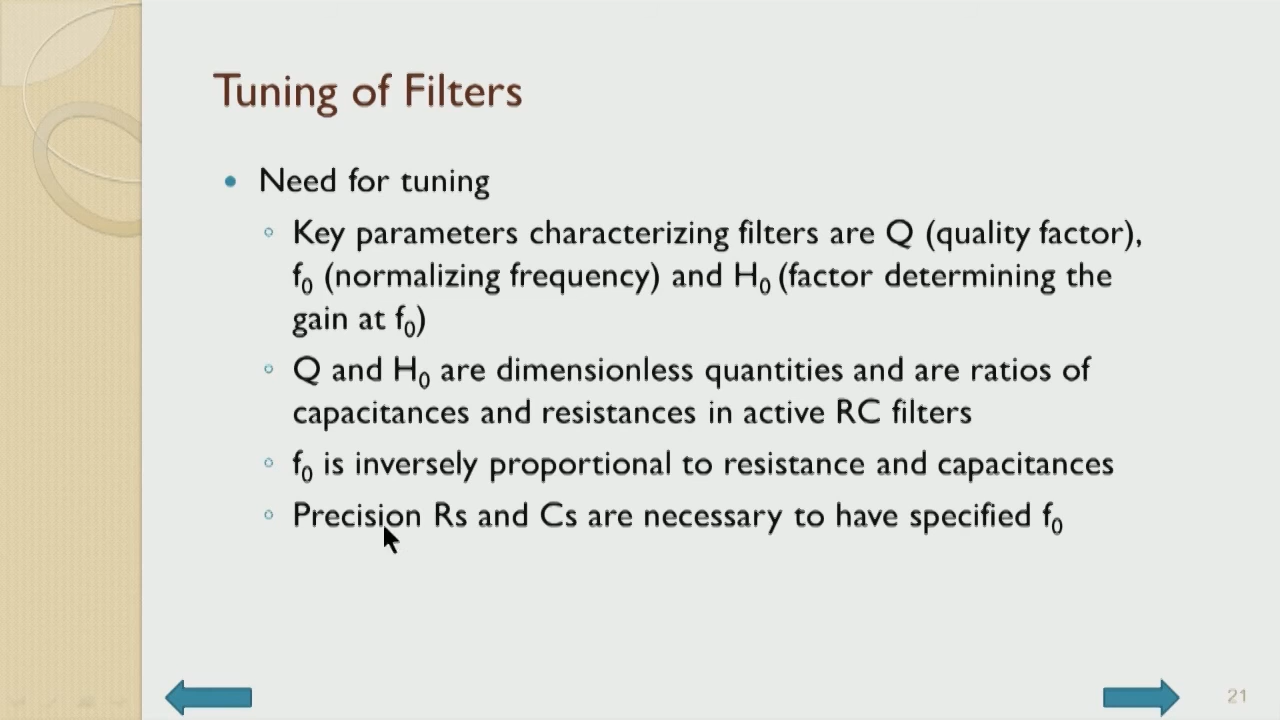 Tuning of Filters
• Need for tuning
◦ Key parameters characterizing filters are Q (quality factor),
f₀ (normalizing frequency) and H₀ (factor determining the
gain at f₀)
◦ Q and H₀ are dimensionless quantities and are ratios of
capacitances and resistances in active RC filters
◦ f₀ is inversely proportional to resistance and capacitances
◦ Precision Rs and Cs are necessary to have specified f₀
21